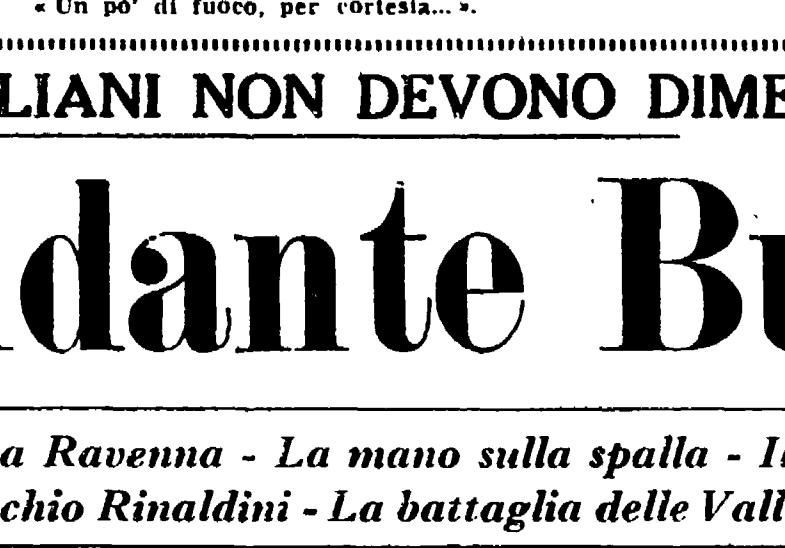 « Un po' di fuoco, per cortesia... ».
LIANI NON DEVONO DIME
dante Bu
a Ravenna - La mano sulla spalla - Il
chio Rinaldini - La battaglia delle Vall